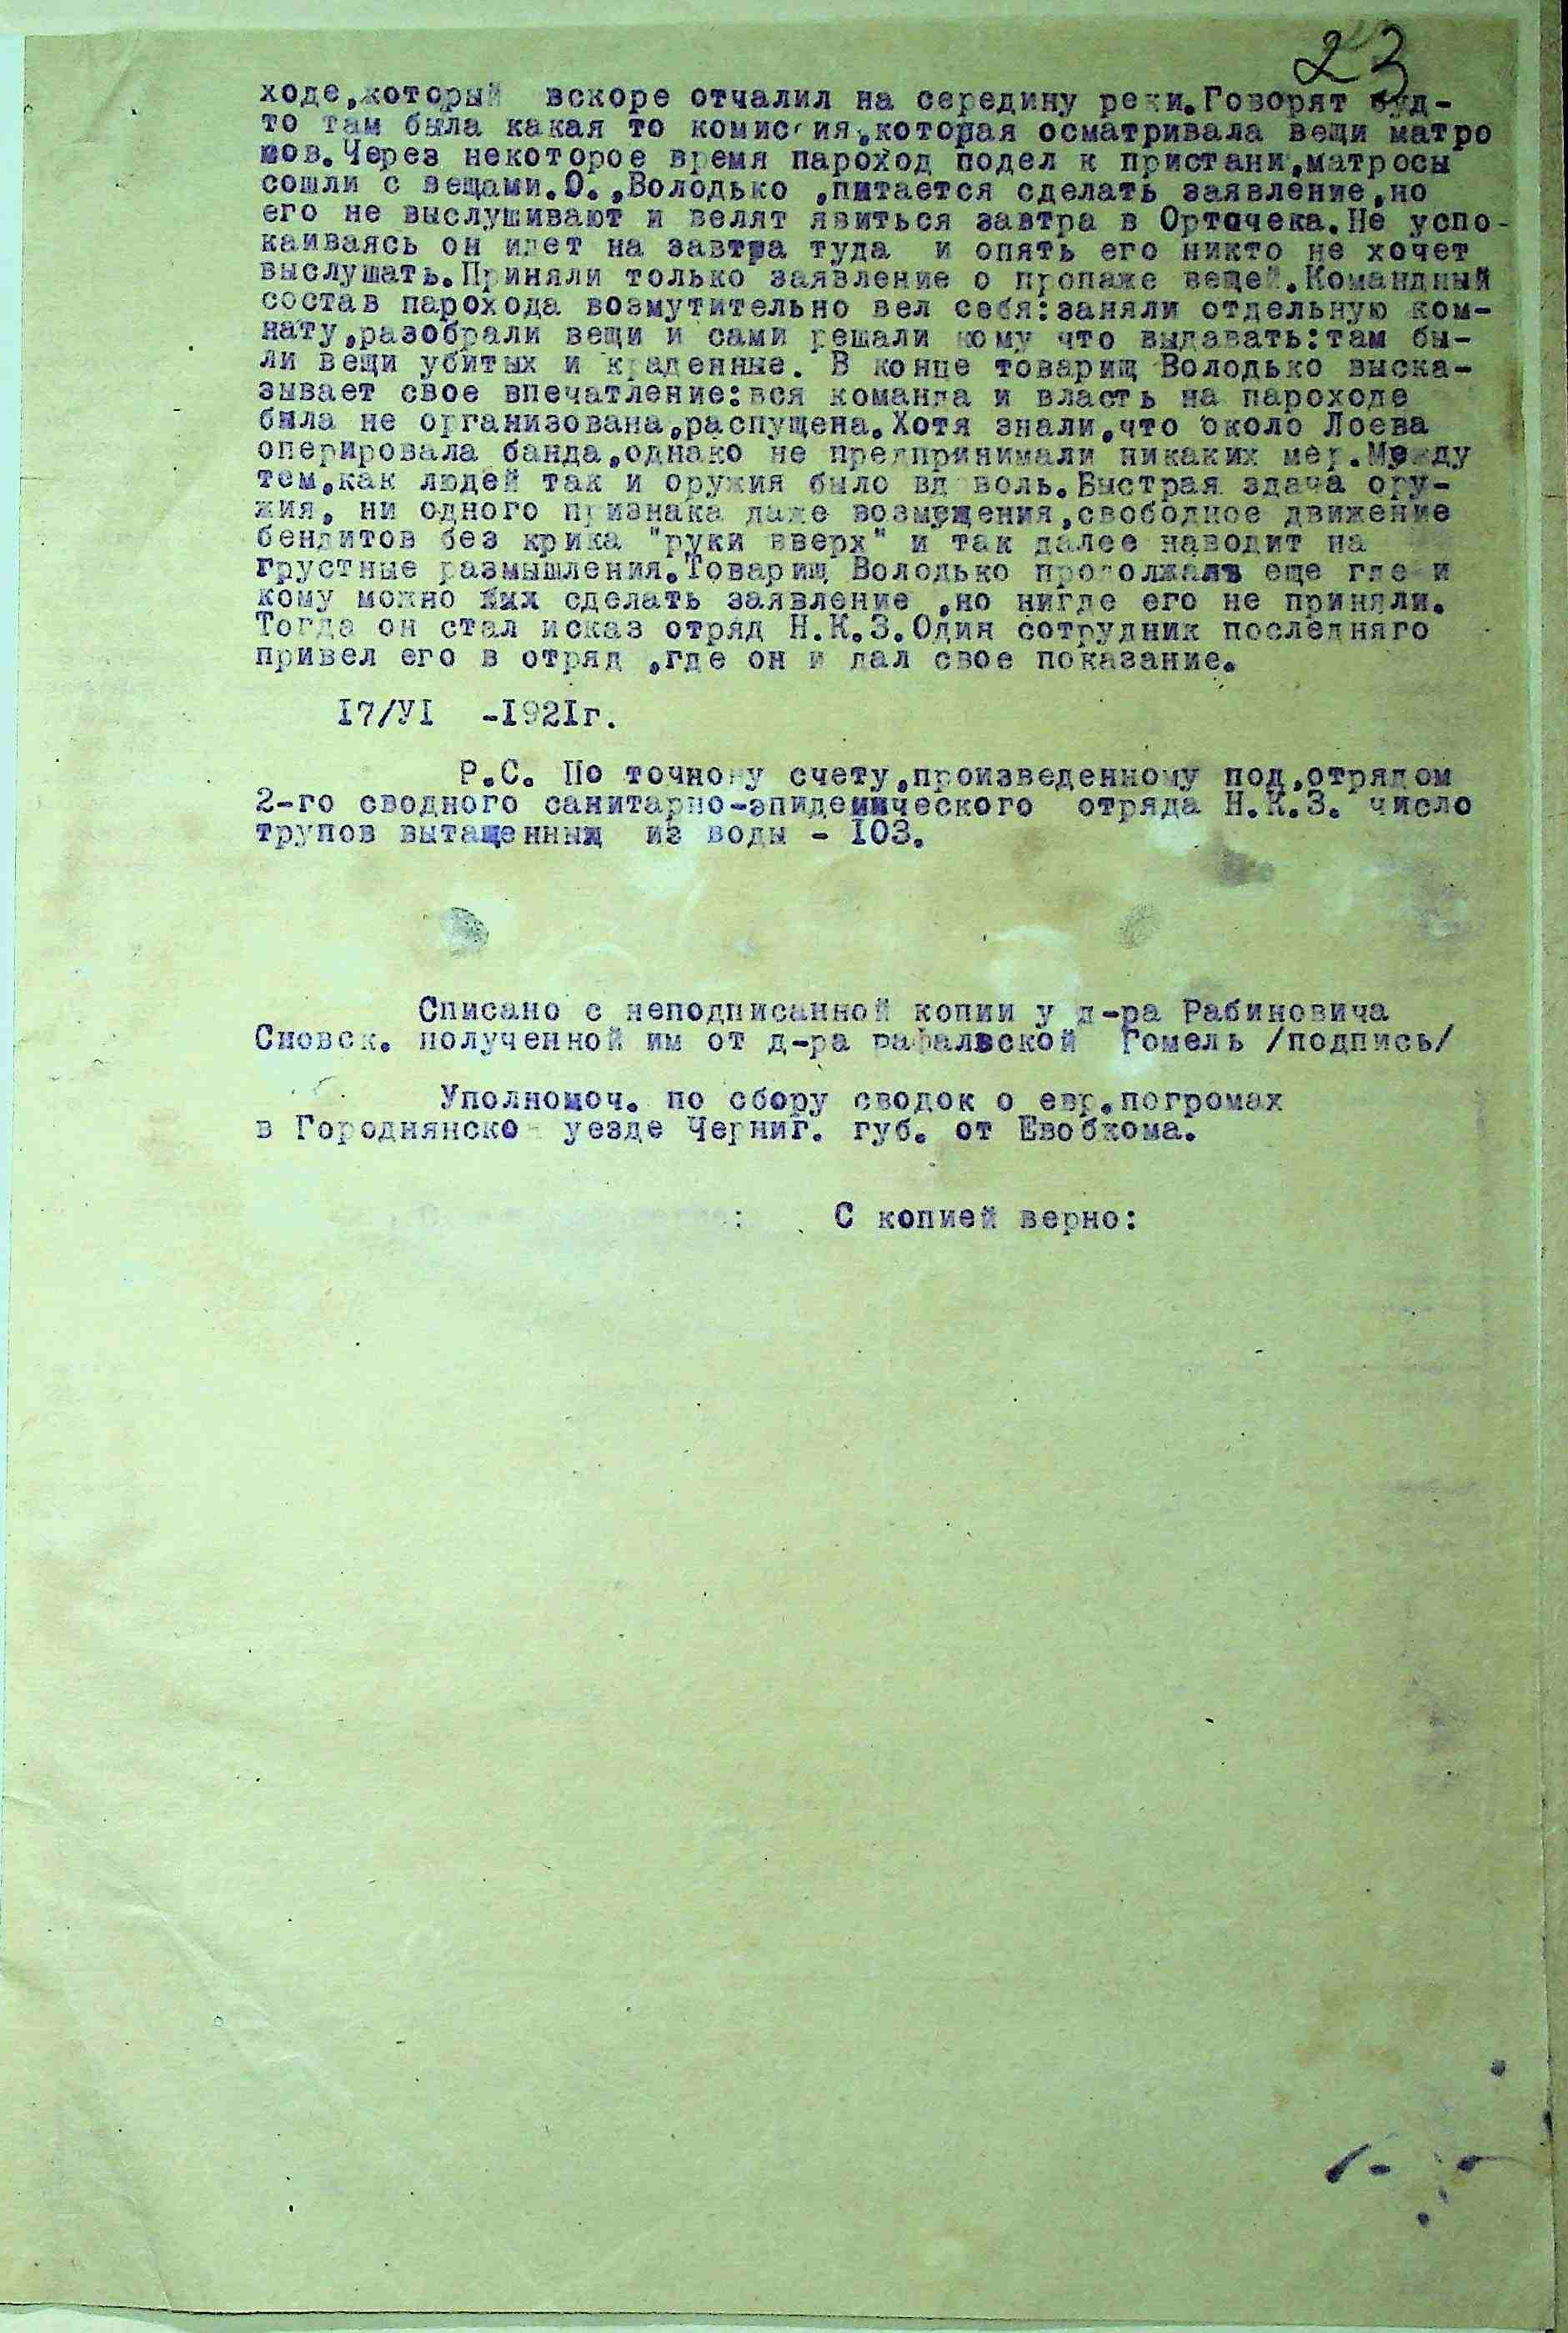 23
ходе,который вскоре отчалил на середину реки.Говорят буд-
то там была какая то комиссия,которая осматривала вещи матро
мов.Через некоторое время пароход подел к пристани,матросы
сошли с вещами.О.,Володько ,питается сделать заявление,но
его не выслушивают и велят явиться завтра в Орточека.Не успо-
каиваясь он идет на завтра туда и опять его никто не хочет
выслушать.Приняли только заявление о пропаже вещей.Командный
состав парохода возмутительно вел себя:заняли отдельную ком-
нату,разобрали вещи и сами решали кому что выдавать:там бы-
ли вещи убитых и краденные. В конце товарищ Володько выска-
зывает свое впечатление:вся команда и власть на пароходе
была не организована,распущена.Хотя знали,что около Лоева
оперировала банда,однако не предпринимали никаких мер.Между
тем,как людей так и оружия было вдоволь.Быстрая здача ору-
жия, ни одного признака даже возмущения,свободное движение
бендитов без крика "руки вверх" и так далее наводит на
грустные размышления.Товарищ Володько продолжал еще где и
кому можно сделать заявление ,но нигде его не приняли.
Тогда он стал исказ отряд Н.К.З.Один сотрудник последняго
привел его в отряд ,где он и дал свое показание.
I7/УI -I92Iг.
Р.С. По точному счету,произведенному под,отрядом
2-го сводного санитарно-эпидемического отряда Н.К.З. число
трупов вытащенных из воды - I03.
Списано с неподписанной копии у д-ра Рабиновича
Сновск. полученной им от д-ра Рафальской Гомель /подпись/
Уполномоч. по сбору сводок о евр.погромах
в Городнянско уезде Черниг. губ. от Евобкома.
: С копией верно: